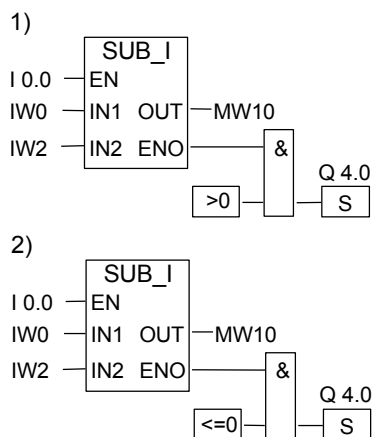 1)
SUB_I
I 0.0 EN
IW0 IN1 OUT MW10
IW2 IN2 ENO &
Q 4.0
>0 S
2)
SUB_I
I 0.0 EN
IW0 IN1 OUT MW10
IW2 IN2 ENO &
Q 4.0
<=0 S